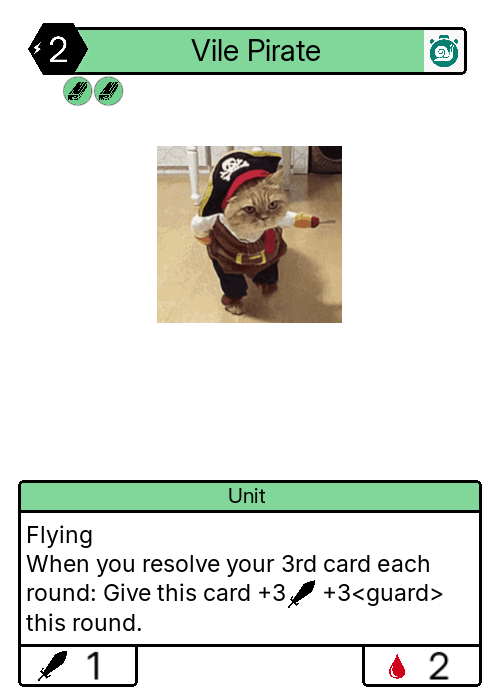 2
Vile Pirate
Unit
Flying
When you resolve your 3rd card each
round: Give this card +3 +3<guard>
this round.
1
2